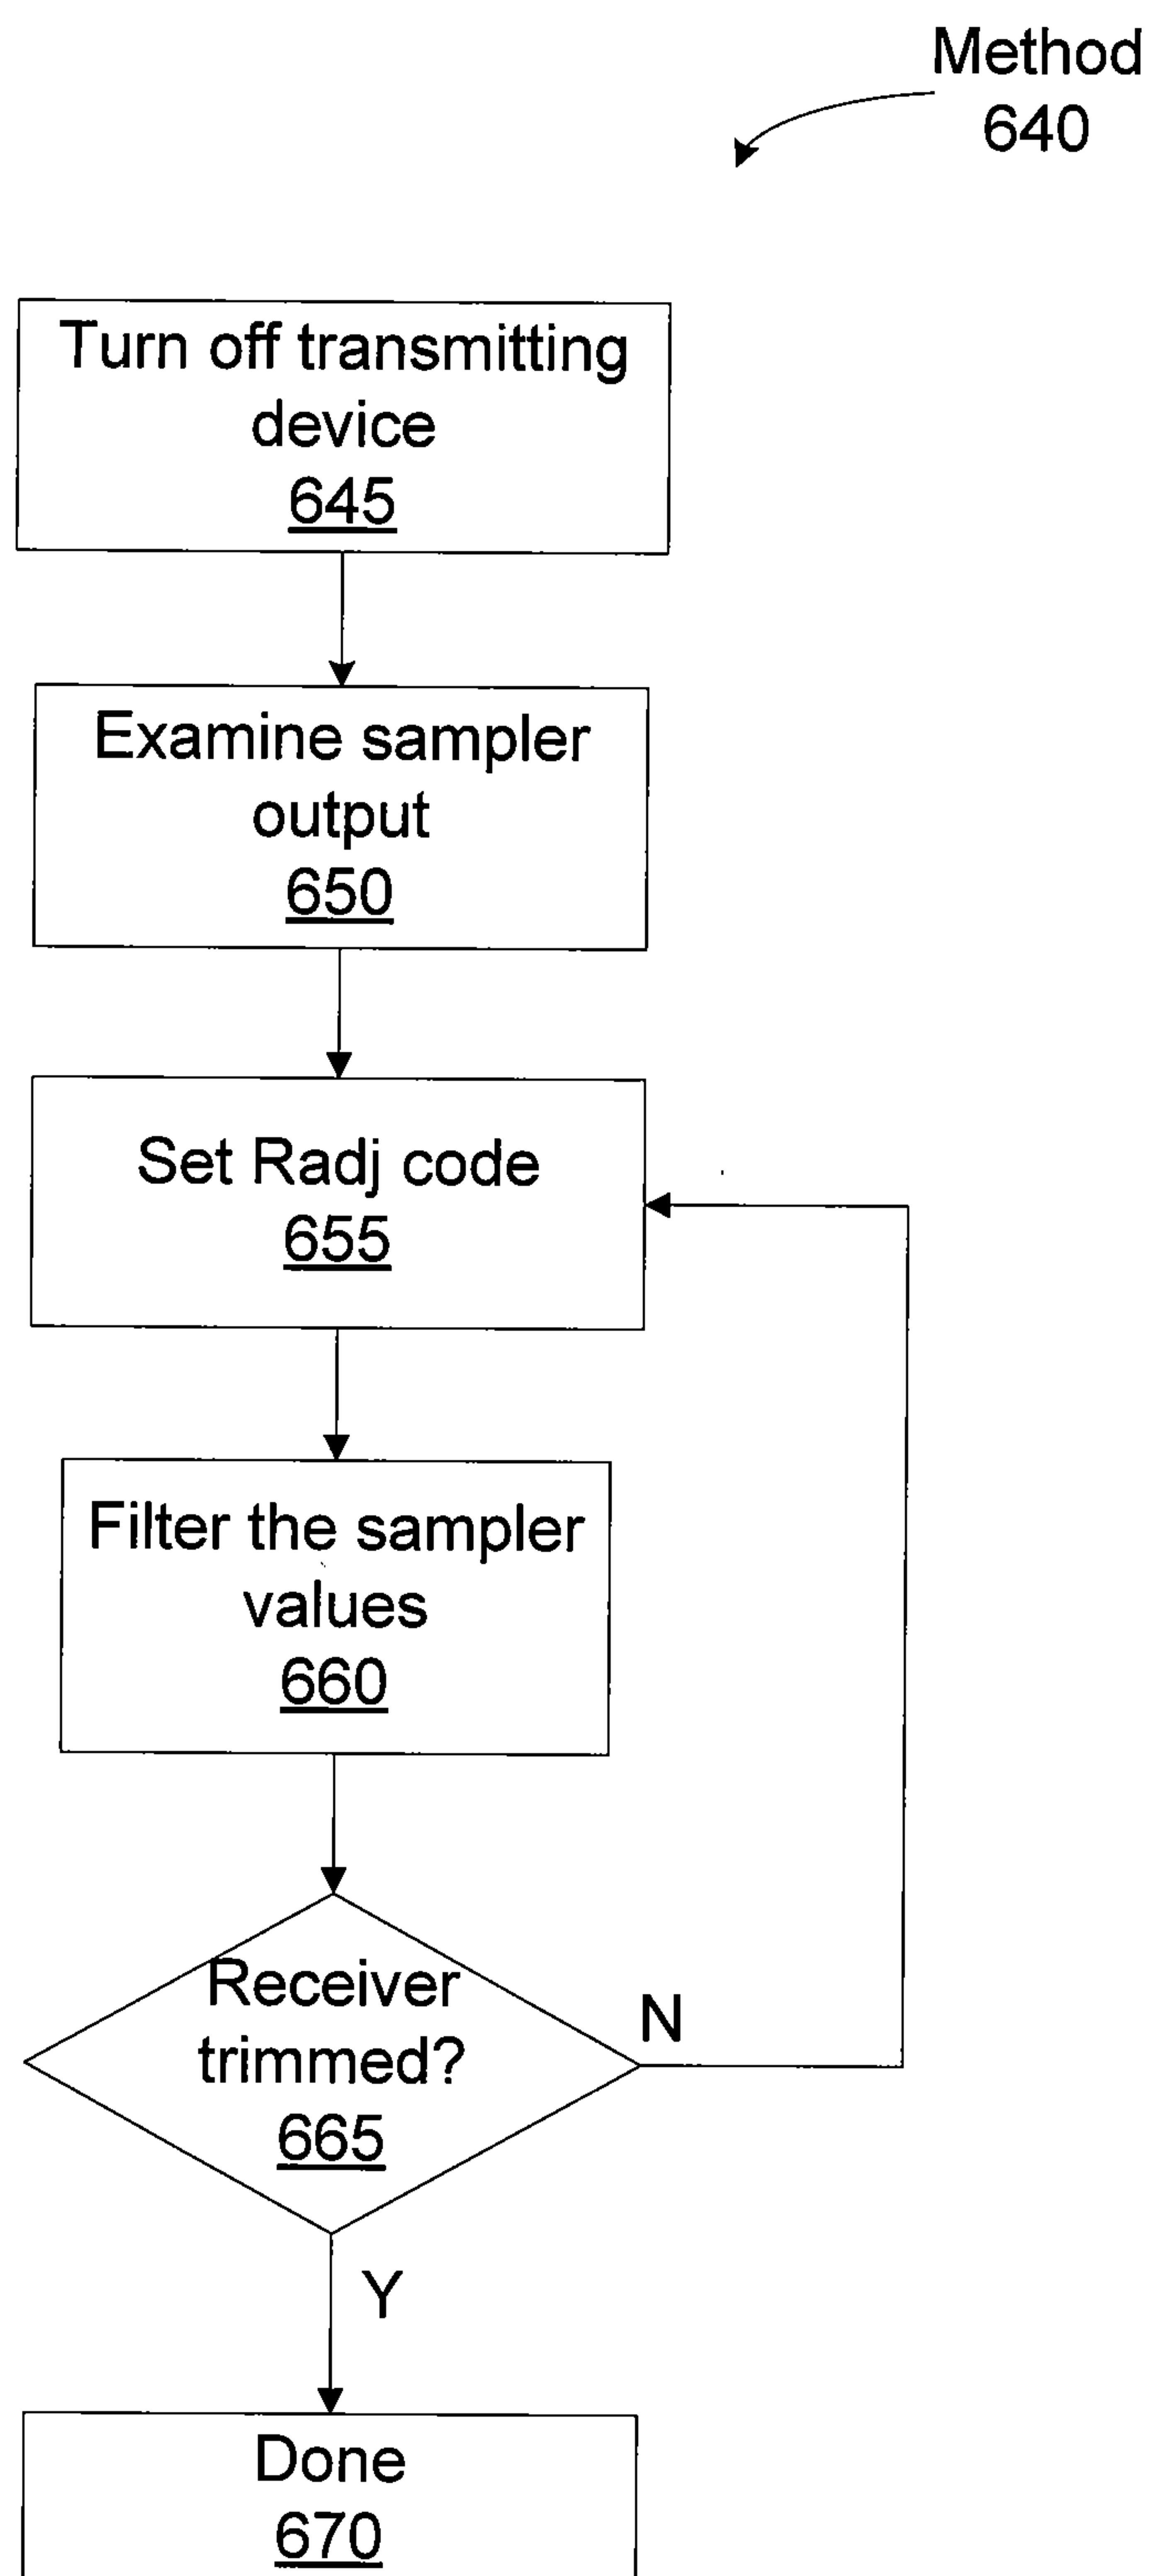 Method
640
Turn off transmitting
device
645
Examine sampler
output
650
Set Radj code
655
Filter the sampler
values
660
Receiver
trimmed?
665
N
Y
Done
670